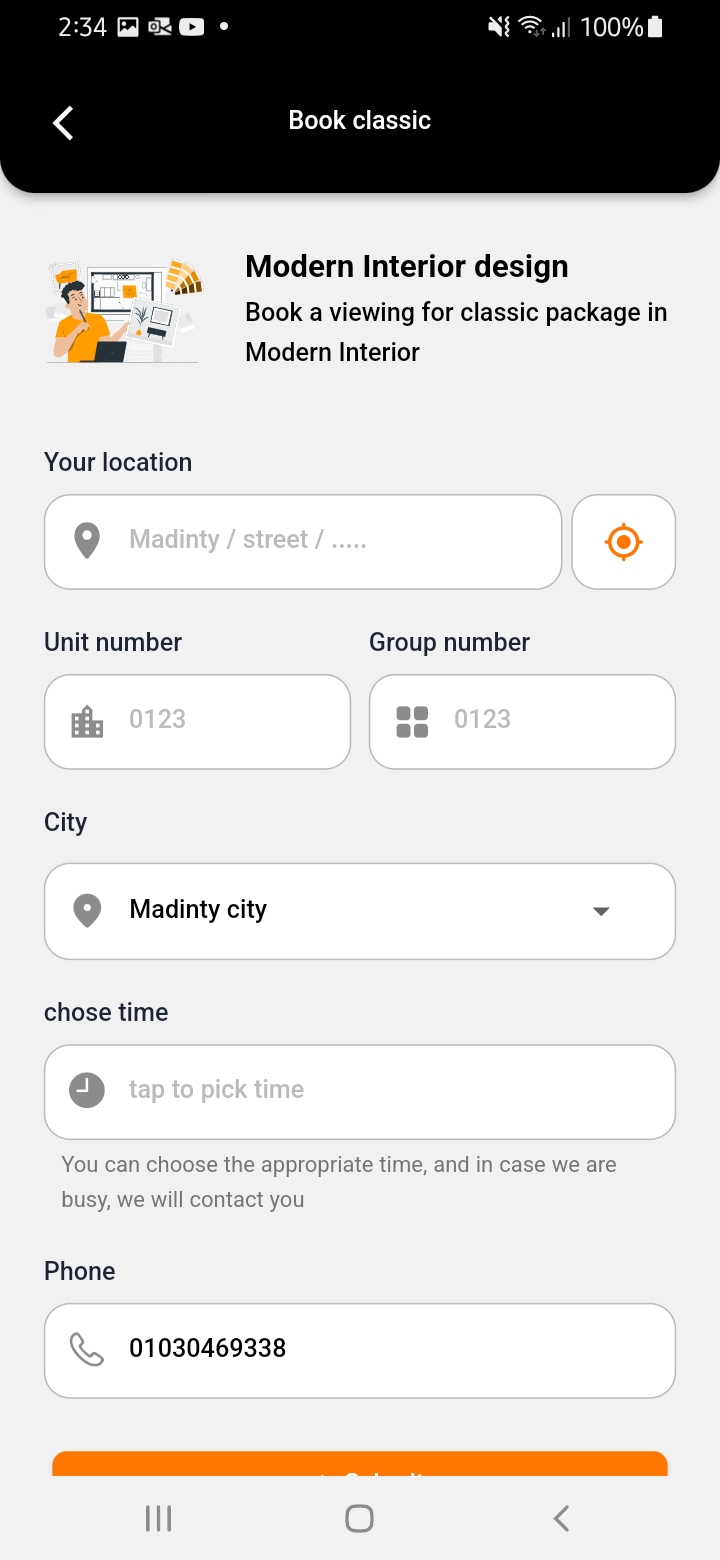 2:34
100%
Book classic
Modern Interior design
Book a viewing for classic package in
Modern Interior
Your location
Madinty / street / .....
Unit number
Group number
0123
0123
City
Madinty city
chose time
tap to pick time
You can choose the appropriate time, and in case we are
busy, we will contact you
Phone
01030469338